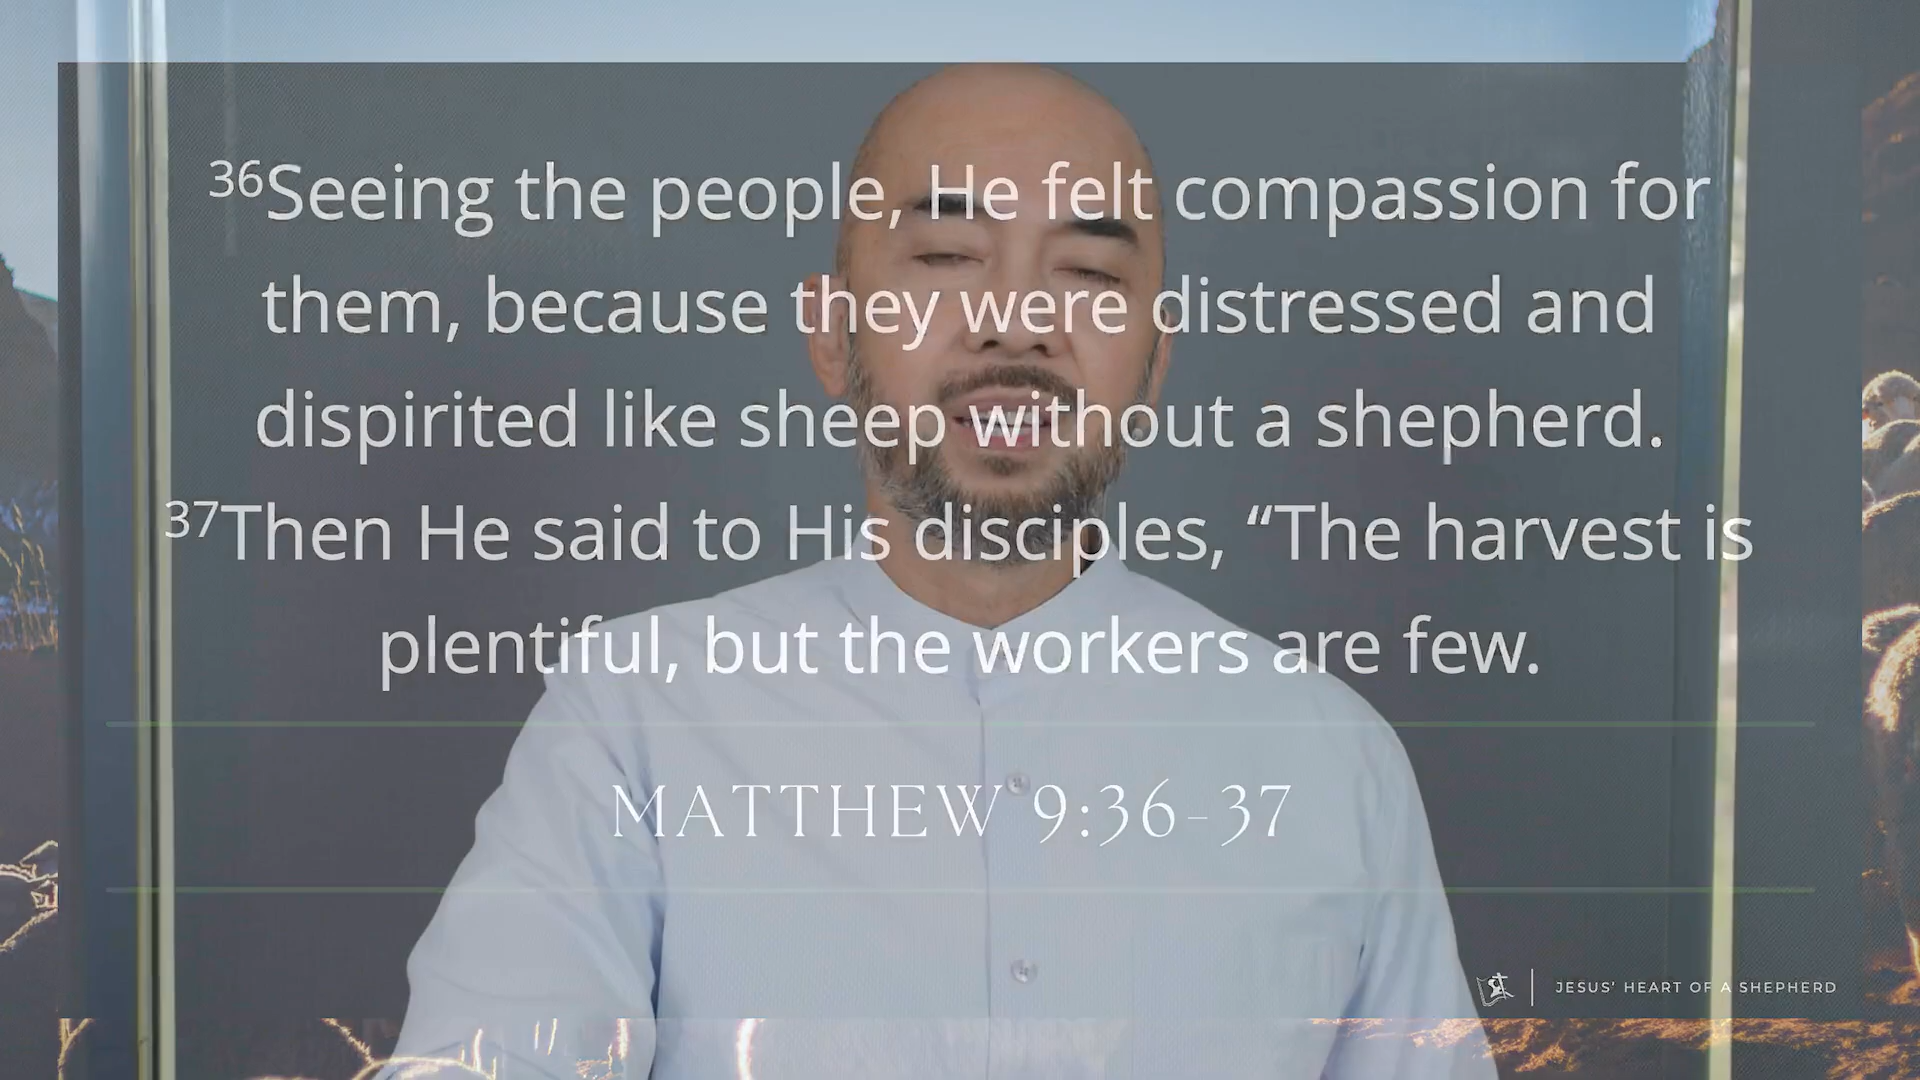 36Seeing the people, He felt compassion for
them, because they were distressed and
dispirited like sheep without a shepherd.
37Then He said to His disciples, “The harvest is
plentiful, but the workers are few.
MATTHEW 9:36-37
JESUS' HEART OF A SHEPHERD